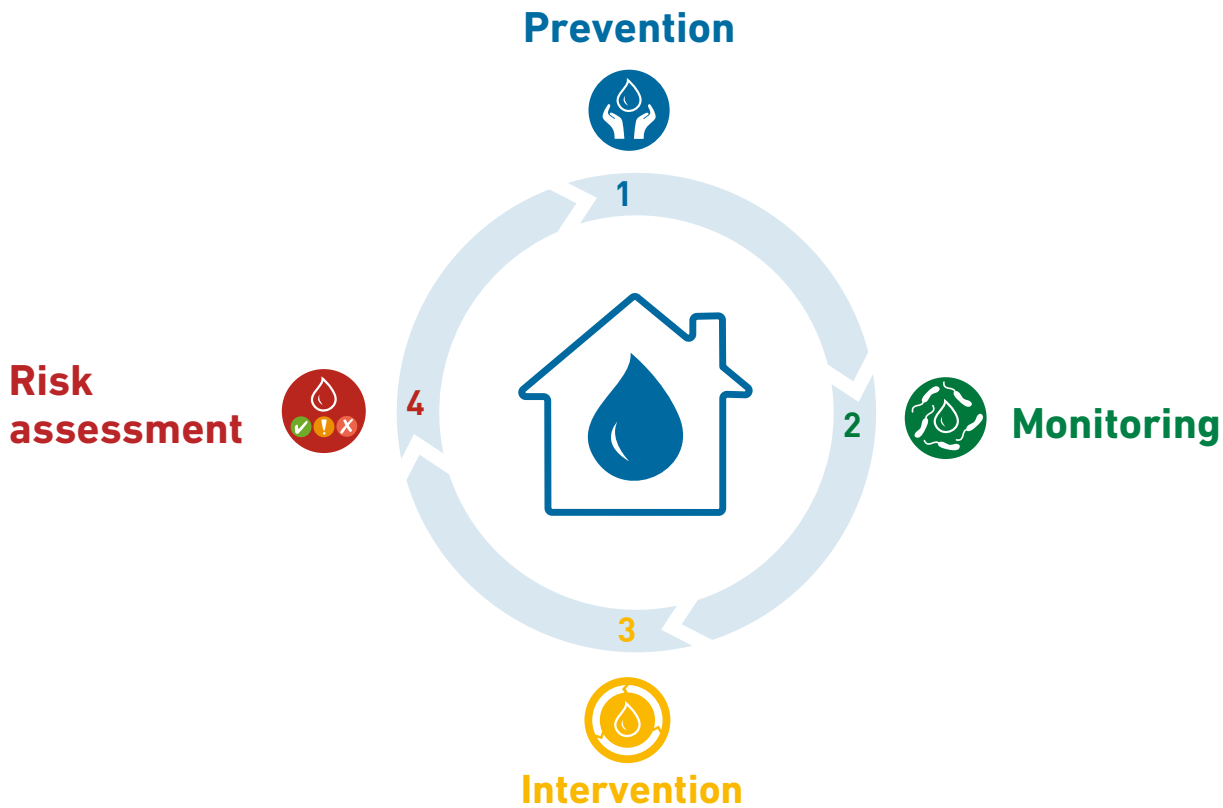 Prevention
1
2
Monitoring
3
Intervention
4
Risk
assessment